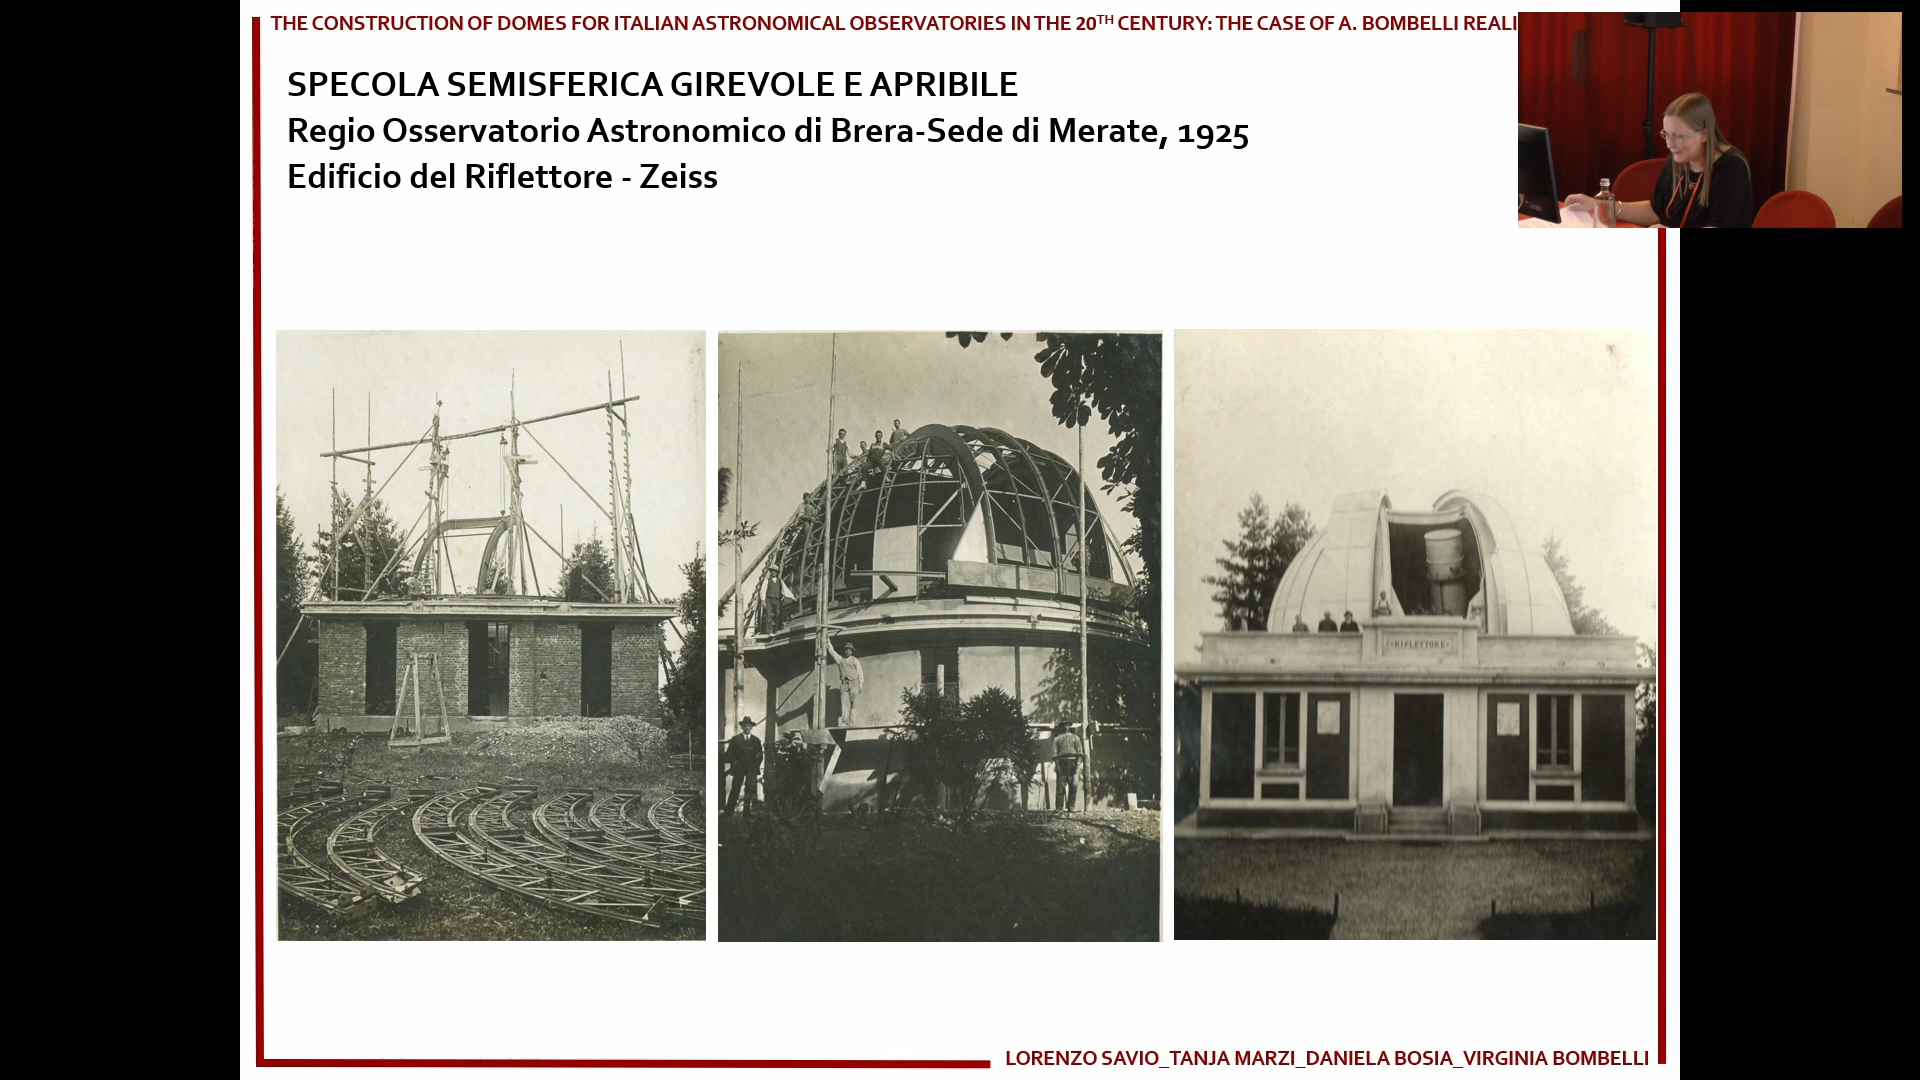 THE CONSTRUCTION OF DOMES FOR ITALIAN ASTRONOMICAL OBSERVATORIES IN THE 20TH CENTURY: THE CASE OF A. BOMBELLI REALI
SPECOLA SEMISFERICA GIREVOLE E APRIBILE
Regio Osservatorio Astronomico di Brera-Sede di Merate, 1925
Edificio del Riflettore - Zeiss
RIFLETTORE
LORENZO SAVIO_TANJA MARZI_DANIELA BOSIA_VIRGINIA BOMBELLI